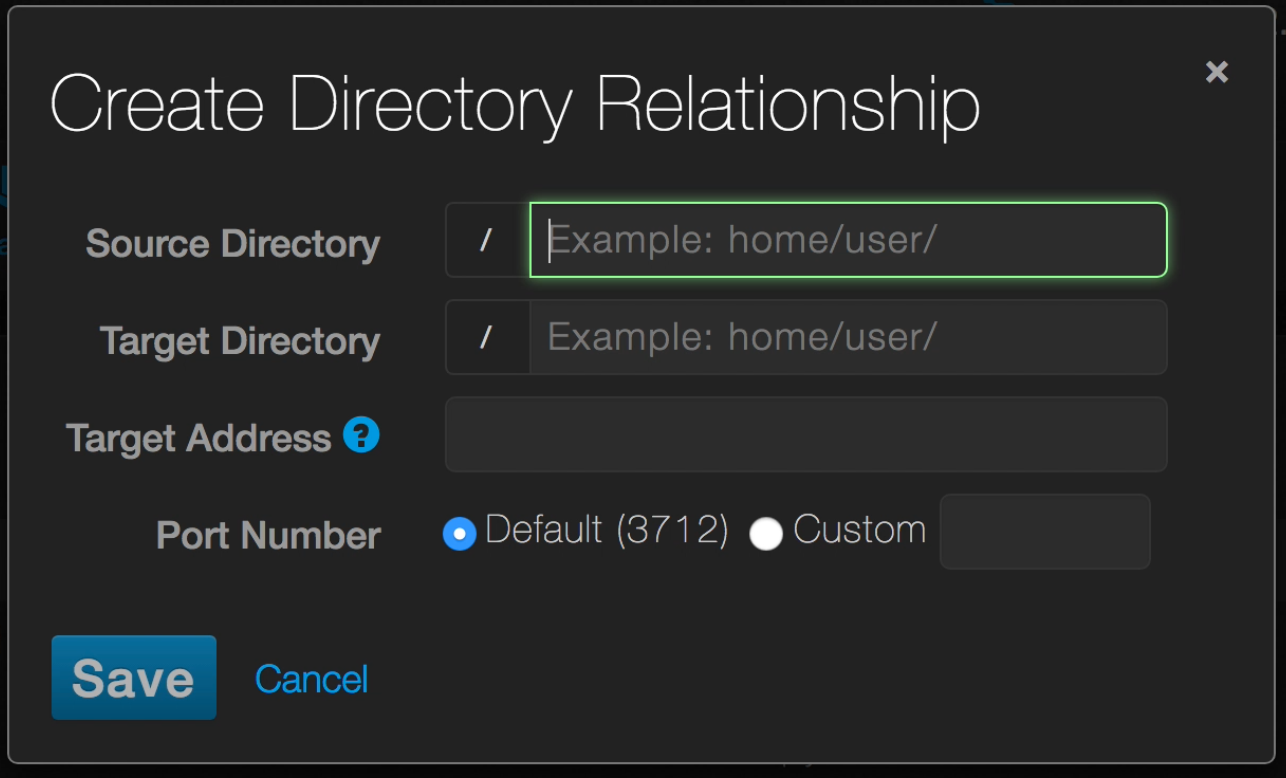 Create Directory Relationship ×
Source Directory / Example: home/user/
Target Directory / Example: home/user/
Target Address ?
Port Number Default (3712) Custom
Save Cancel